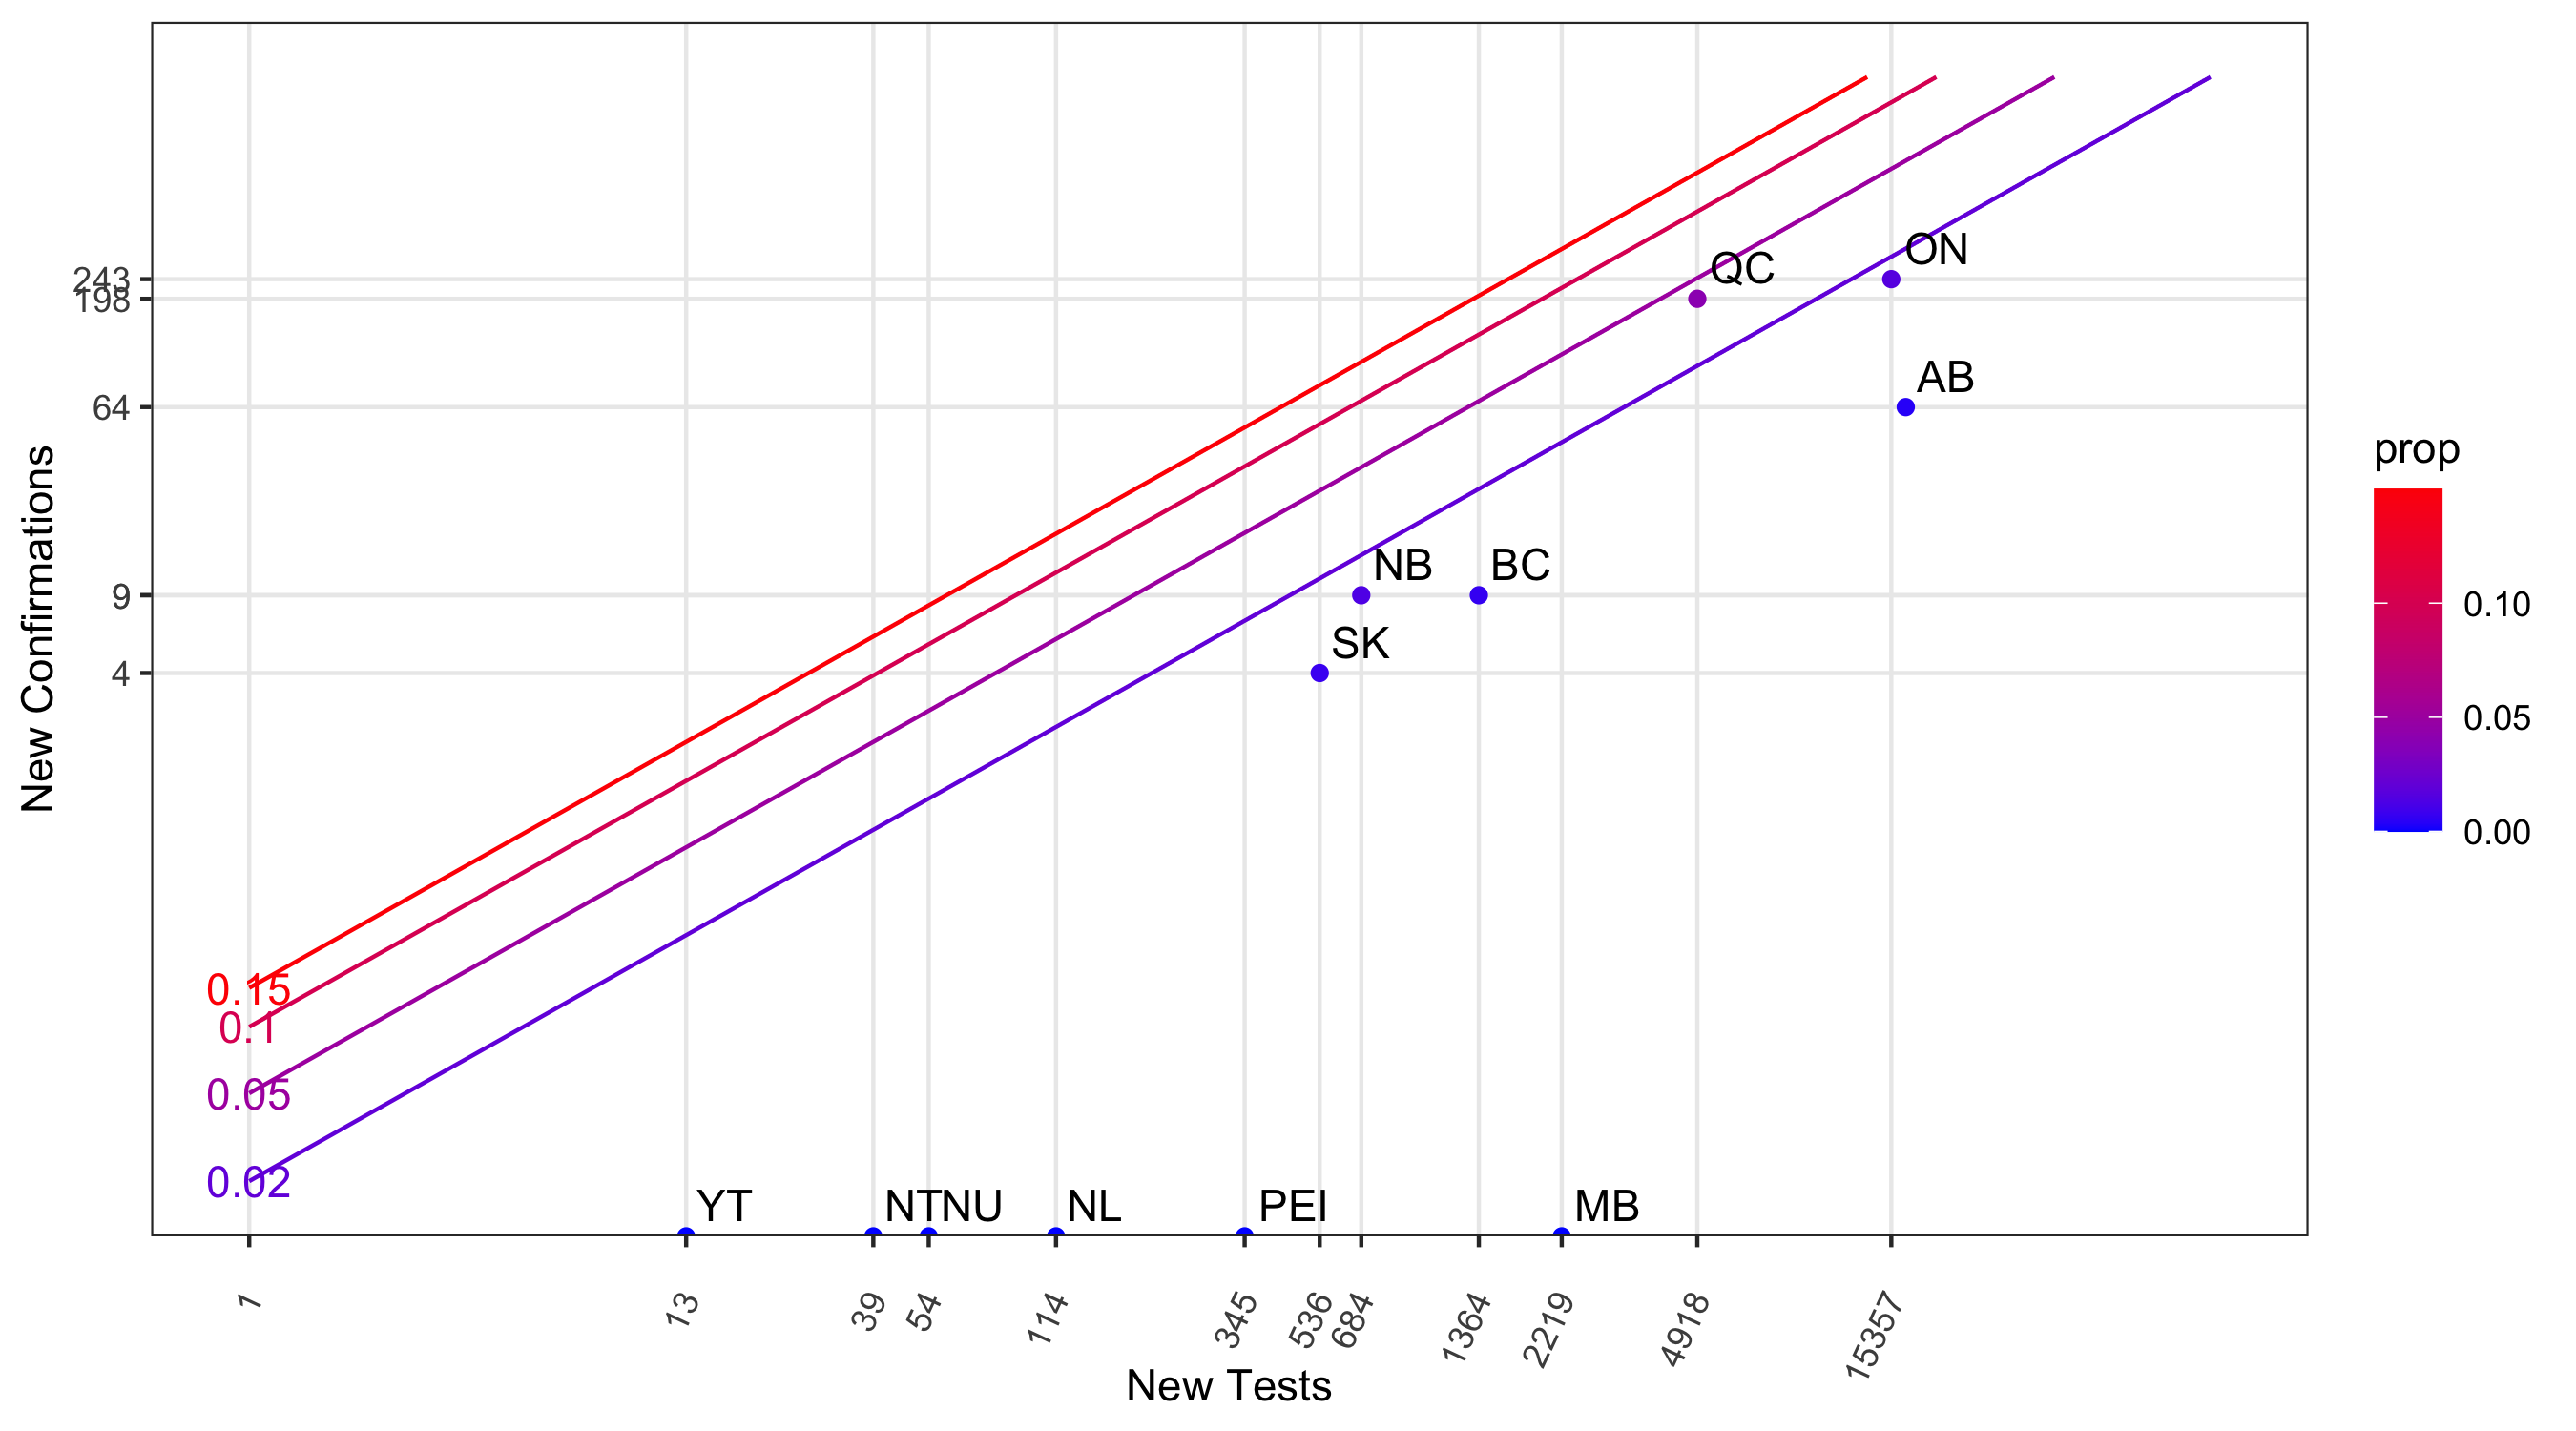 New Confirmations
243
198
64
9
4
ON
QC
AB
NB
BC
SK
0.15
0.1
0.05
0.02
YT
NT
NU
NL
PEI
MB
1
13
39
54
114
345
536
684
1364
2219
4918
15357
New Tests
prop
0.10
0.05
0.00